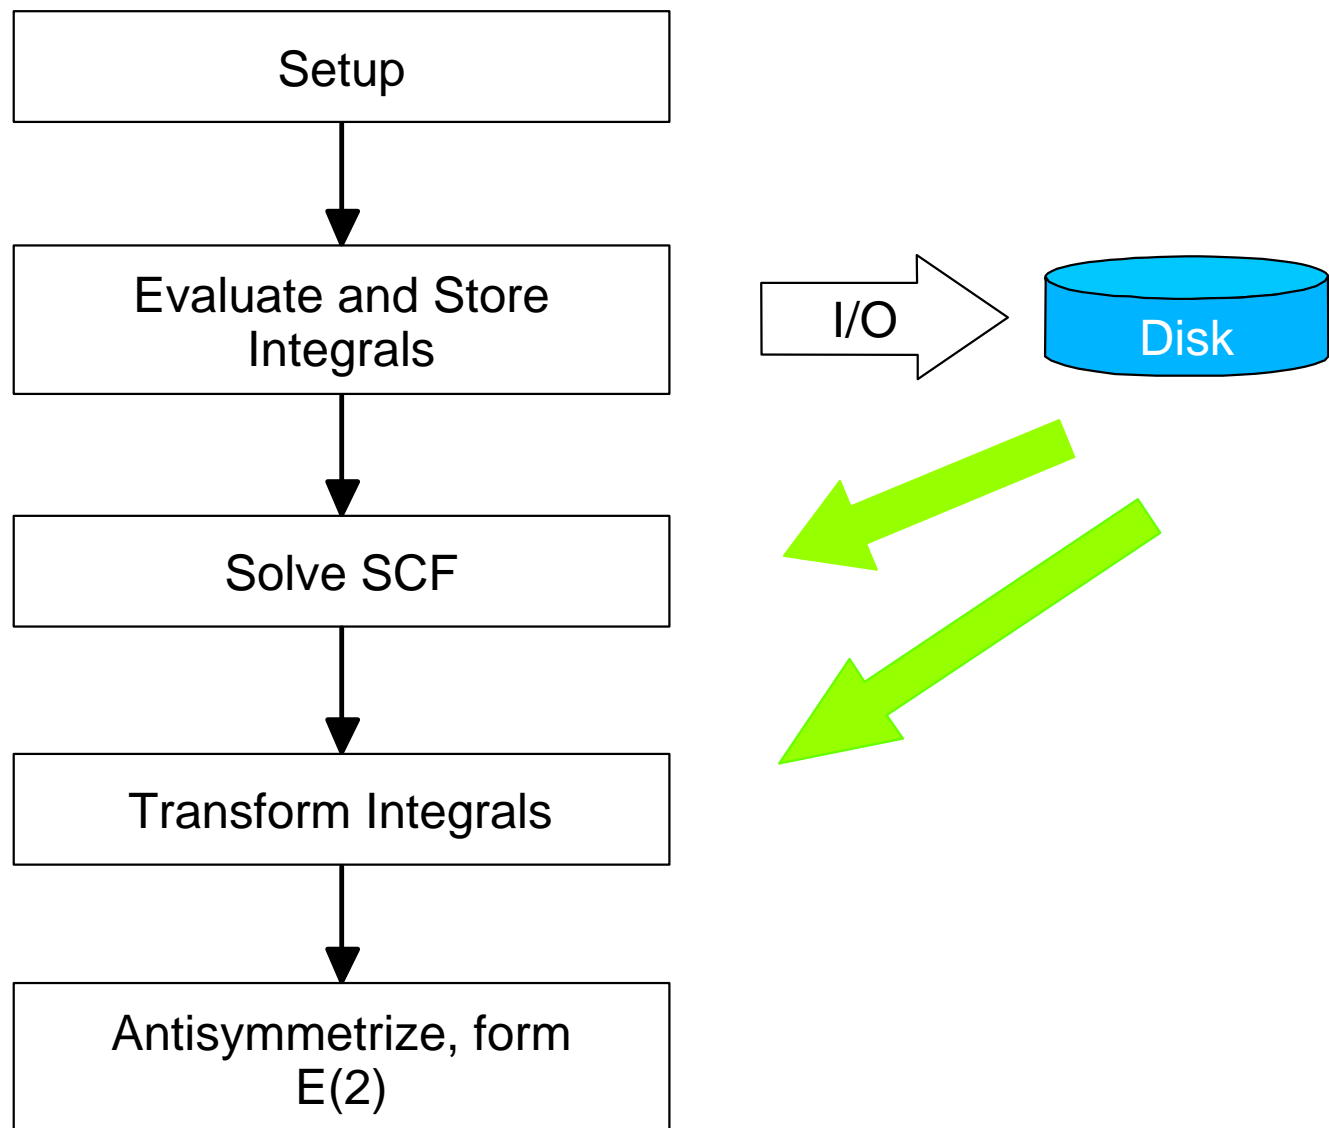 Setup
Evaluate and Store
Integrals
I/O
Disk
Solve SCF
Transform Integrals
Antisymmetrize, form
E(2)